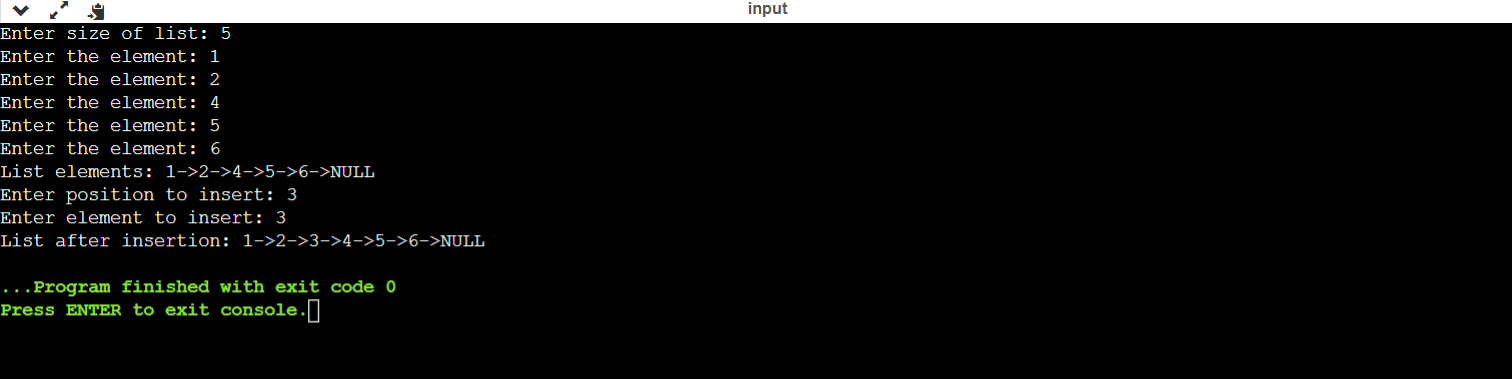 input
Enter size of list: 5
Enter the element: 1
Enter the element: 2
Enter the element: 4
Enter the element: 5
Enter the element: 6
List elements: 1->2->4->5->6->NULL
Enter position to insert: 3
Enter element to insert: 3
List after insertion: 1->2->3->4->5->6->NULL
...Program finished with exit code 0
Press ENTER to exit console.